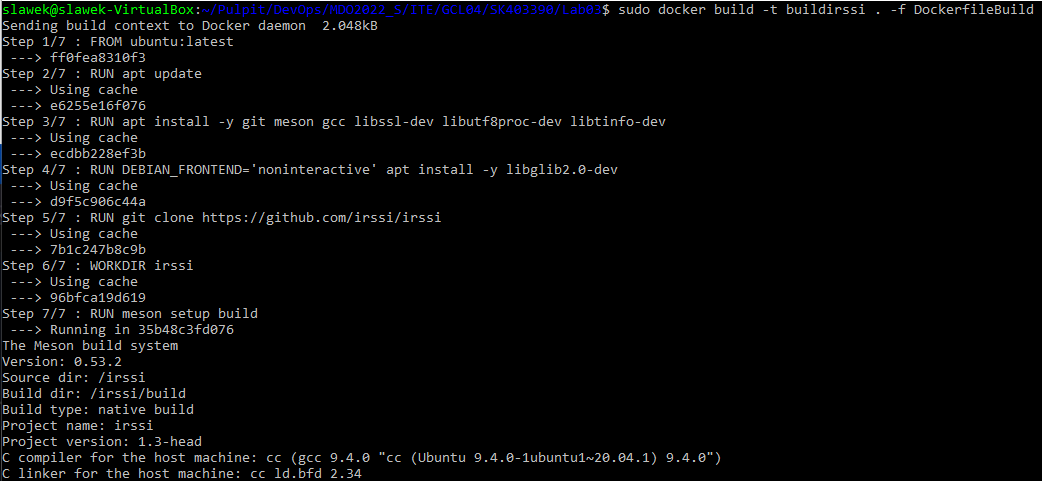 slawek@slawek-VirtualBox:~/Pulpit/DevOps/MDO2022_S/ITE/GCL04/SK403390/Lab03$ sudo docker build -t buildirssi . -f DockerfileBuild
Sending build context to Docker daemon  2.048kB
Step 1/7 : FROM ubuntu:latest
 ---> ff0fea8310f3
Step 2/7 : RUN apt update
 ---> Using cache
 ---> e6255e16f076
Step 3/7 : RUN apt install -y git meson gcc libssl-dev libutf8proc-dev libtinfo-dev
 ---> Using cache
 ---> ecdbb228ef3b
Step 4/7 : RUN DEBIAN_FRONTEND='noninteractive' apt install -y libglib2.0-dev
 ---> Using cache
 ---> d9f5c906c44a
Step 5/7 : RUN git clone https://github.com/irssi/irssi
 ---> Using cache
 ---> 7b1c247b8c9b
Step 6/7 : WORKDIR irssi
 ---> Using cache
 ---> 96bfca19d619
Step 7/7 : RUN meson setup build
 ---> Running in 35b48c3fd076
The Meson build system
Version: 0.53.2
Source dir: /irssi
Build dir: /irssi/build
Build type: native build
Project name: irssi
Project version: 1.3-head
C compiler for the host machine: cc (gcc 9.4.0 "cc (Ubuntu 9.4.0-1ubuntu1~20.04.1) 9.4.0")
C linker for the host machine: cc ld.bfd 2.34